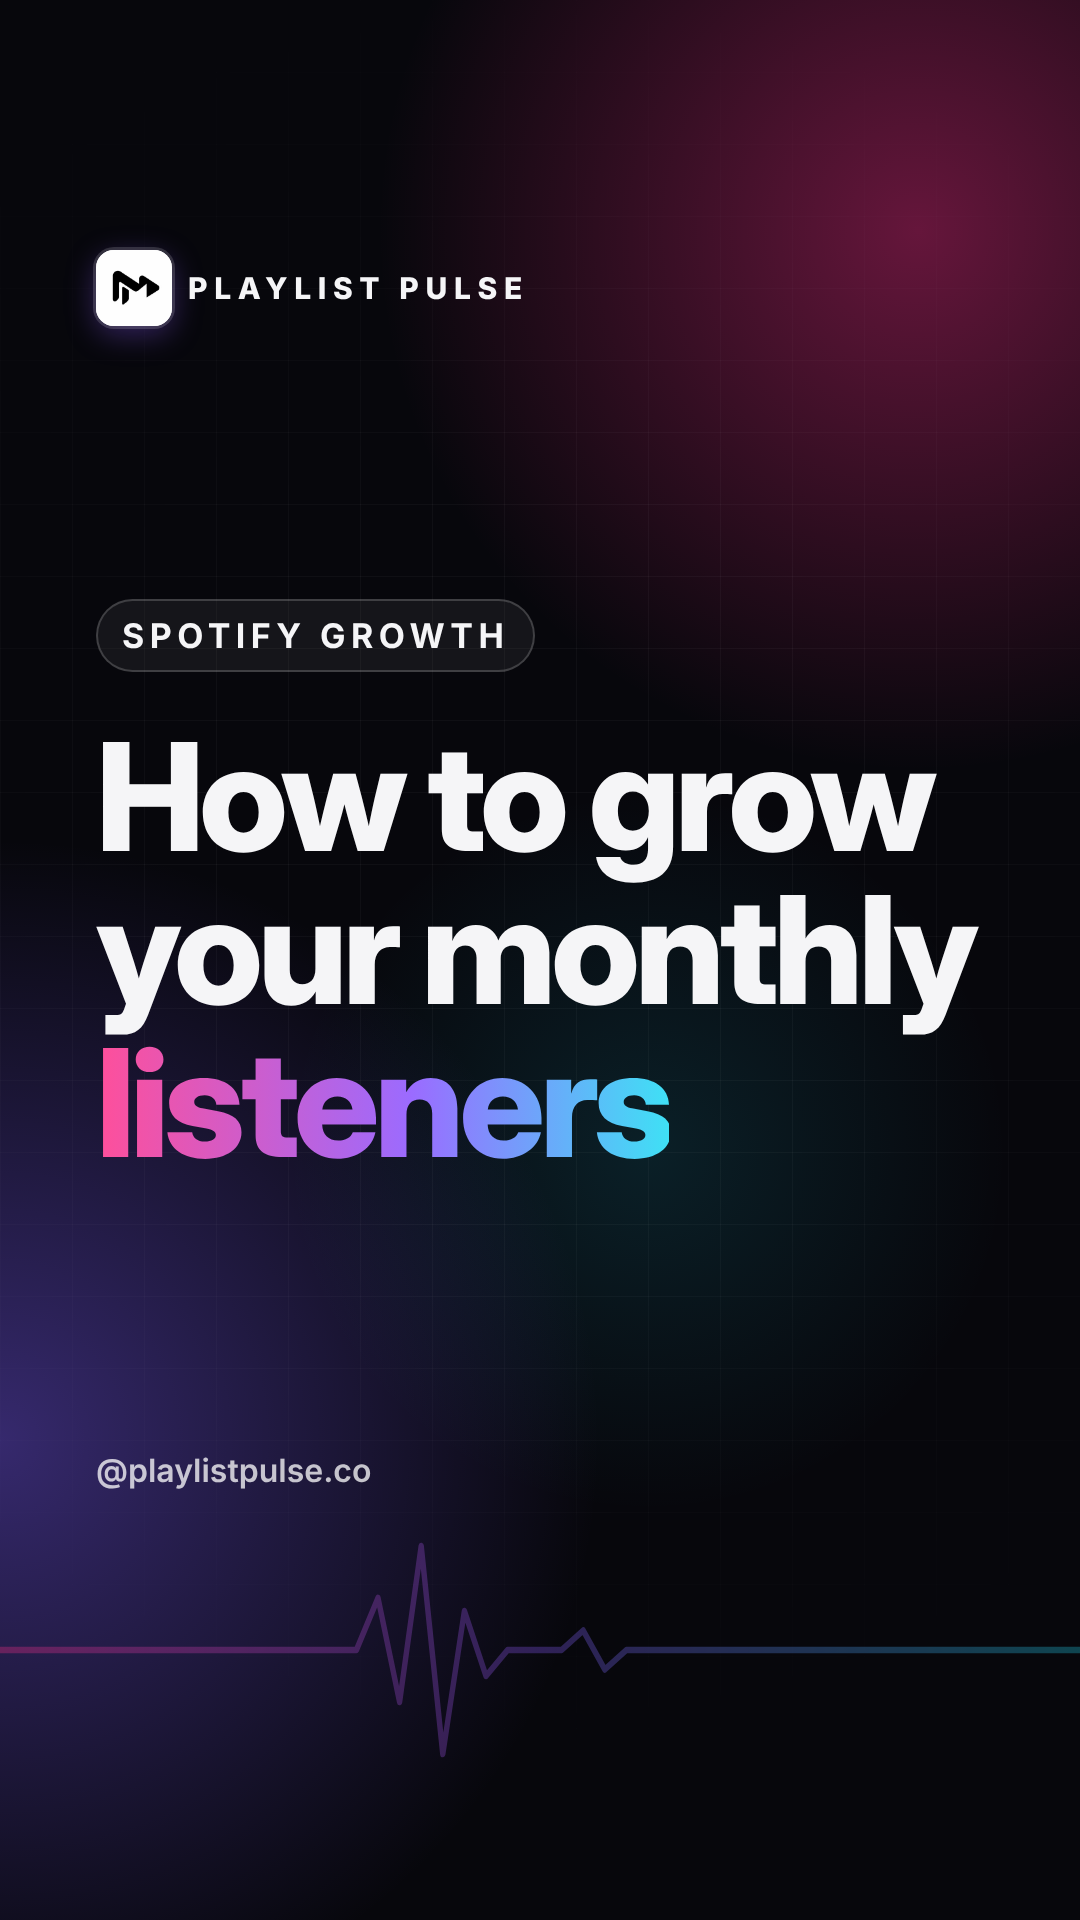 PLAYLIST PULSE
SPOTIFY GROWTH
How to grow
your monthly
listeners
@playlistpulse.co